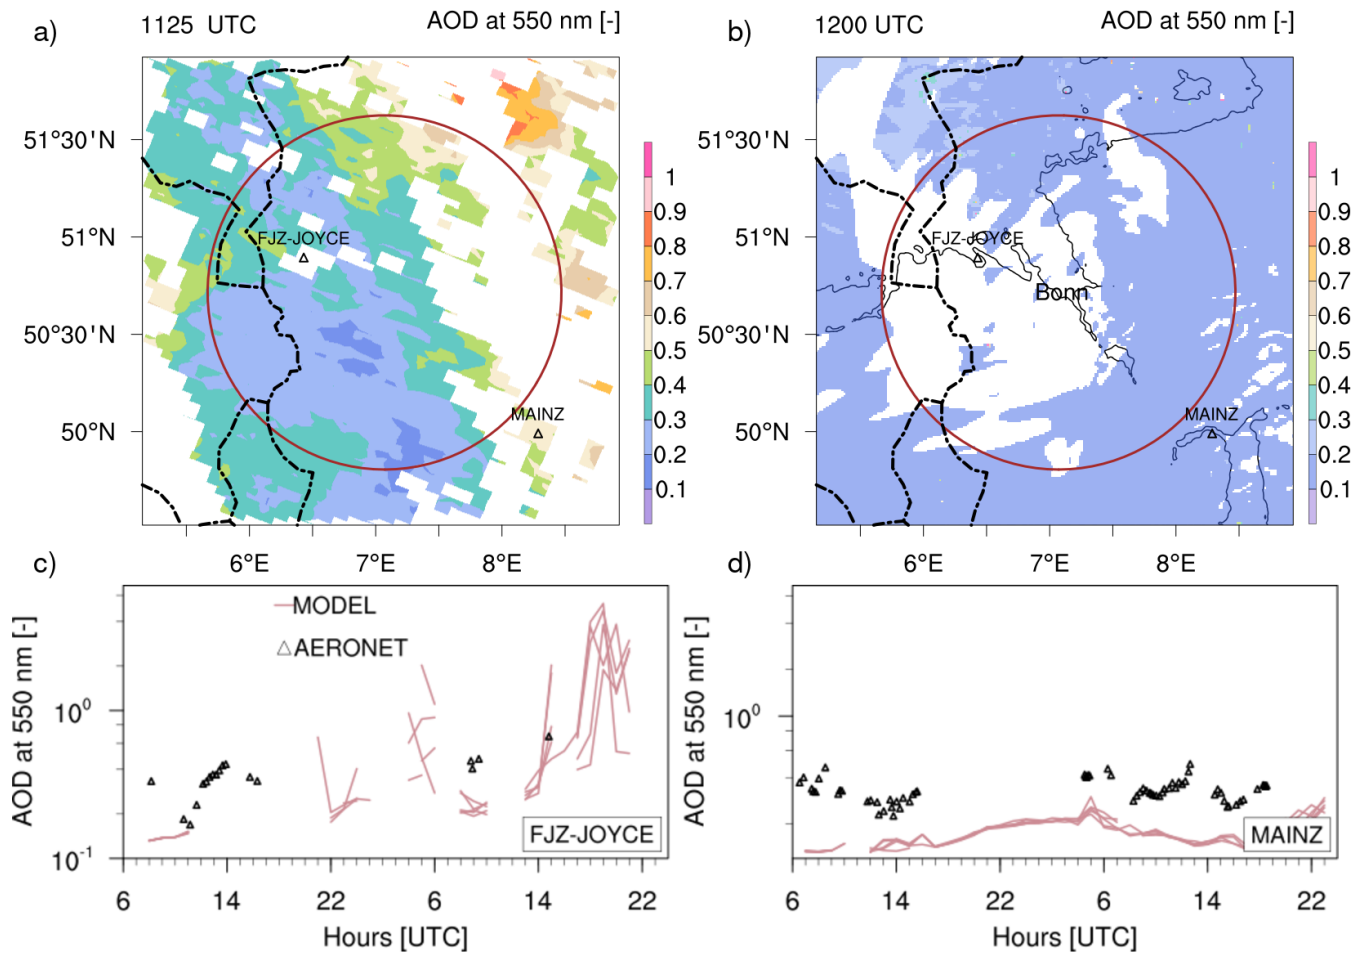 a)
1125 UTC
AOD at 550 nm [-]
51°30'N
51°N
50°30'N
50°N
FJZ-JOYCE
MAINZ
1
0.9
0.8
0.7
0.6
0.5
0.4
0.3
0.2
0.1
6°E
7°E
8°E
b)
1200 UTC
AOD at 550 nm [-]
51°30'N
51°N
50°30'N
50°N
FJZ-JOYCE
Bonn
MAINZ
1
0.9
0.8
0.7
0.6
0.5
0.4
0.3
0.2
0.1
6°E
7°E
8°E
c)
AOD at 550 nm [-]
10⁰
10⁻¹
MODEL
AERONET
FJZ-JOYCE
6 14 22 6 14 22
Hours [UTC]
d)
AOD at 550 nm [-]
10⁰
MAINZ
6 14 22 6 14 22
Hours [UTC]